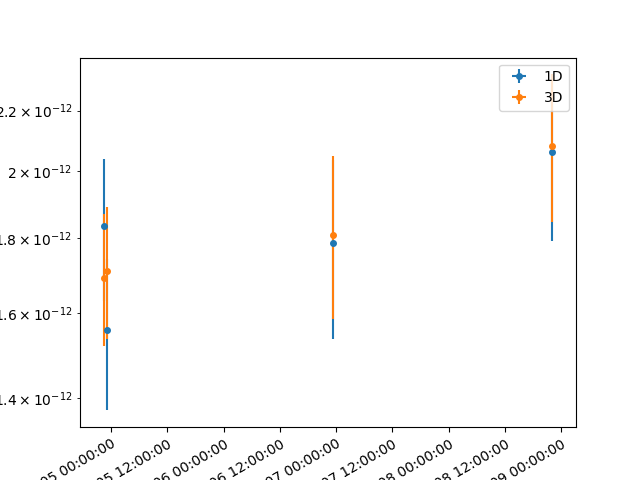 1D
3D
2.2 × 10⁻¹²
2 × 10⁻¹²
1.8 × 10⁻¹²
1.6 × 10⁻¹²
1.4 × 10⁻¹²
05 00:00:00
05 12:00:00
06 00:00:00
06 12:00:00
07 00:00:00
07 12:00:00
08 00:00:00
08 12:00:00
09 00:00:00